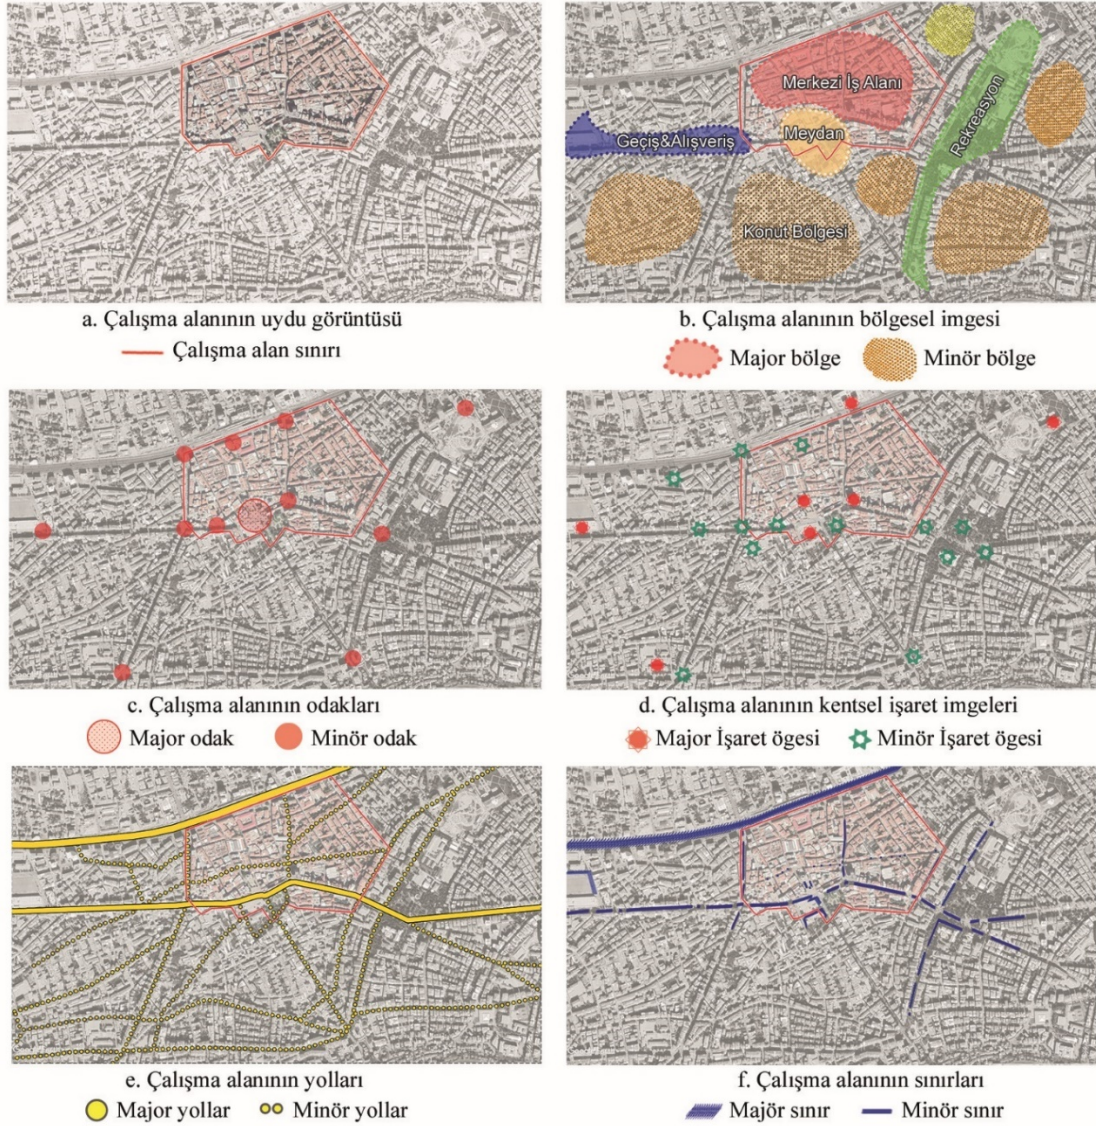 Merkezi İş Alanı
Geçiş&Alışveriş
Meydan
Rekreasyon
Konut Bölgesi
a. Çalışma alanının uydu görüntüsü
Çalışma alan sınırı
b. Çalışma alanının bölgesel imgesi
Major bölge
Minör bölge
c. Çalışma alanının odakları
Major odak
Minör odak
d. Çalışma alanının kentsel işaret imgeleri
Major İşaret ögesi
Minör İşaret ögesi
e. Çalışma alanının yolları
Major yollar
Minör yollar
f. Çalışma alanının sınırları
Majör sınır
Minör sınır